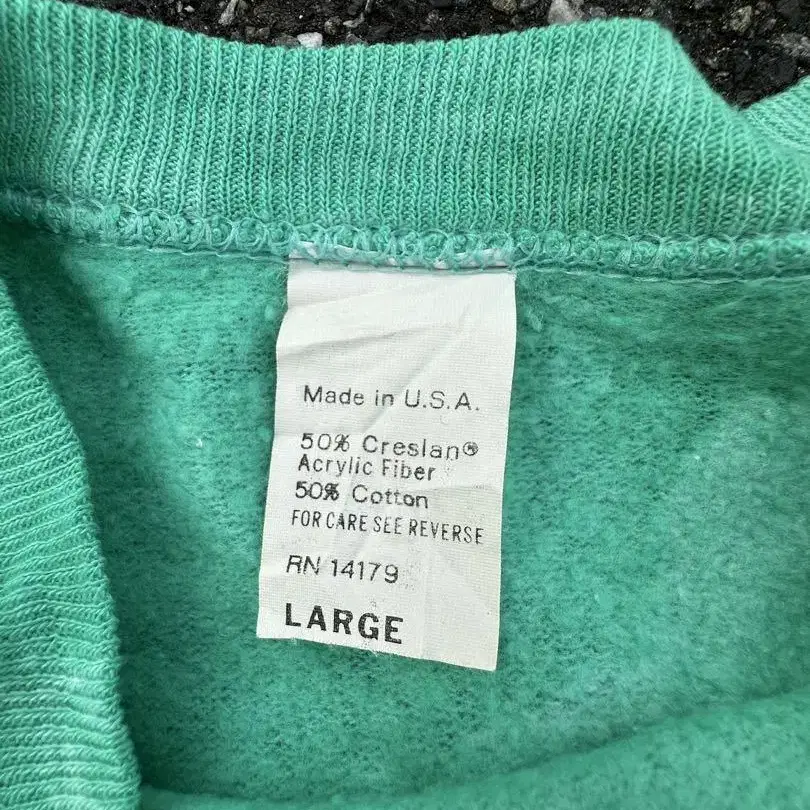 Made in U.S.A.
50% Creslan®
Acrylic Fiber
50% Cotton
FOR CARE SEE REVERSE
RN 14179
LARGE